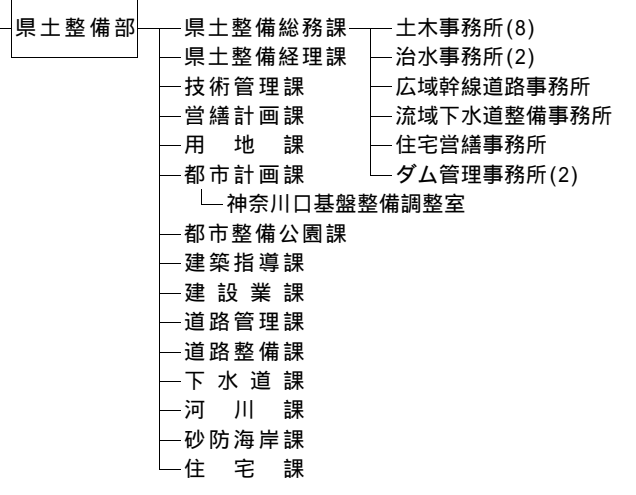 県土整備部 県土整備総務課 土木事務所(8)
県土整備経理課 治水事務所(2)
技術管理課 広域幹線道路事務所
営繕計画課 流域下水道整備事務所
用地課 住宅営繕事務所
都市計画課 ダム管理事務所(2)
神奈川口基盤整備調整室
都市整備公園課
建築指導課
建設業課
道路管理課
道路整備課
下水道課
河川課
砂防海岸課
住宅課